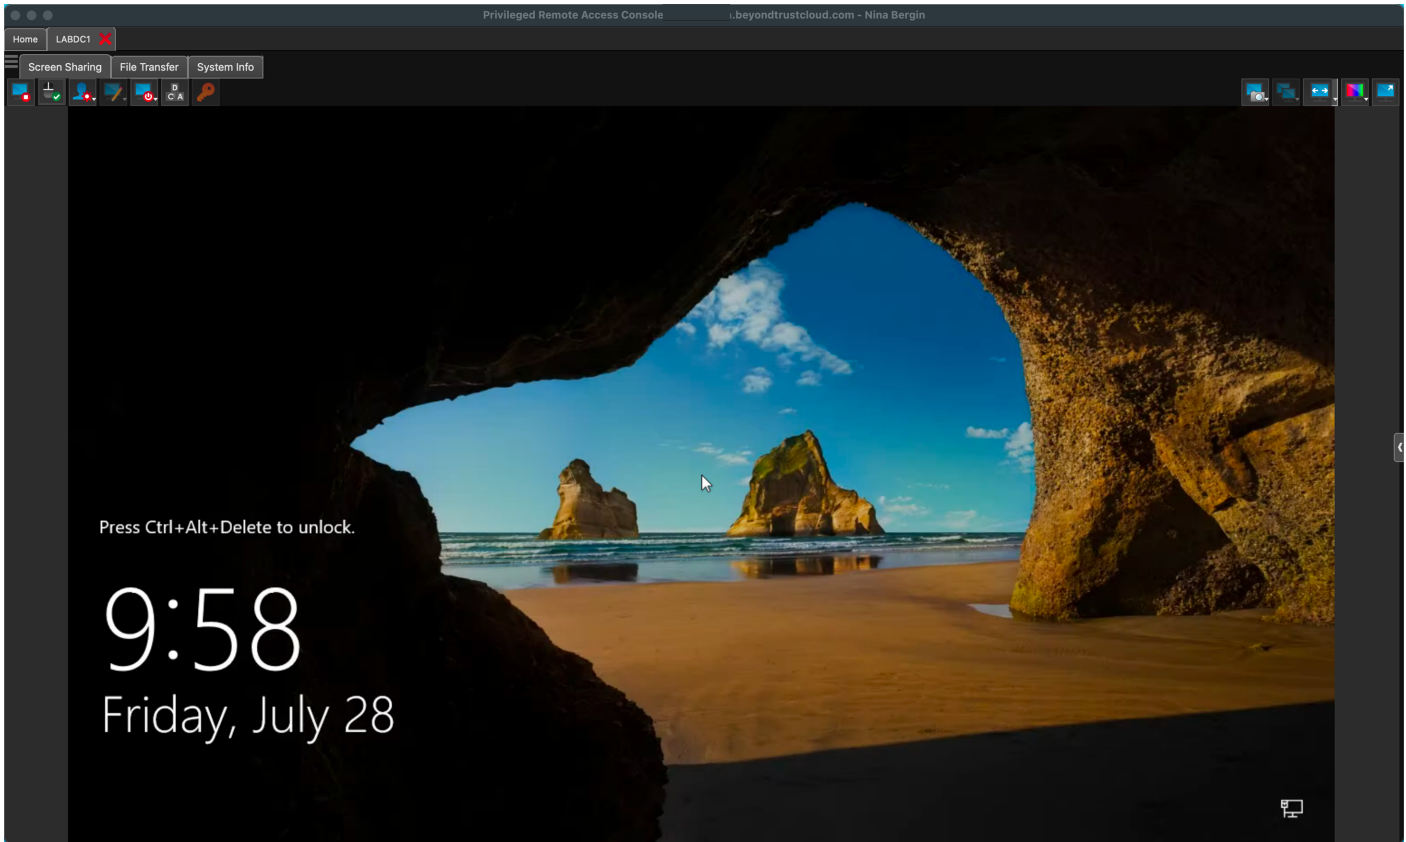 Privileged Remote Access Console .beyondtrustcloud.com - Nina Bergin
Home LABDC1
Screen Sharing File Transfer System Info
D
C A
Press Ctrl+Alt+Delete to unlock.
9:58
Friday, July 28